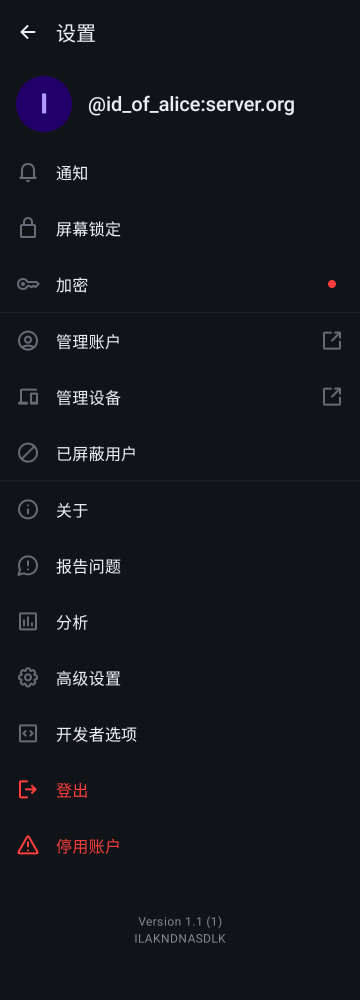 设置
I
@id_of_alice:server.org
通知
屏幕锁定
加密
管理账户
管理设备
已屏蔽用户
关于
报告问题
分析
高级设置
开发者选项
登出
停用账户
Version 1.1 (1)
ILAKNDNASDLK